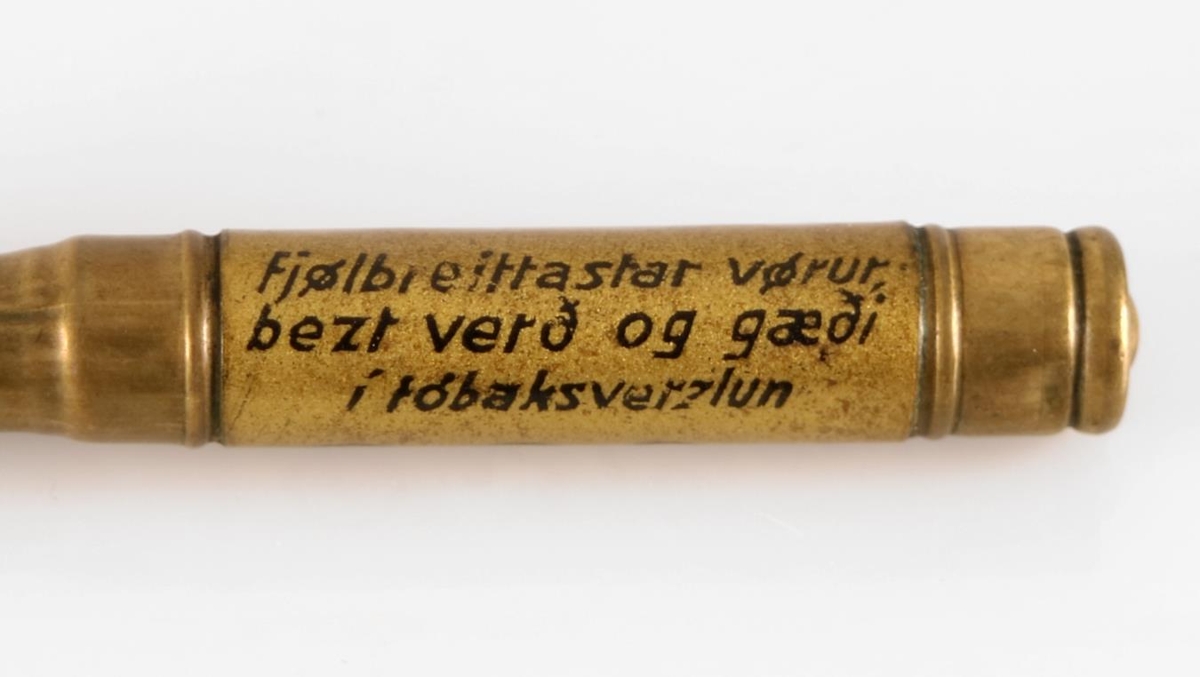 Fjølbreittastar vørur,
bezt verð og gæði
í tóbaksverzlun